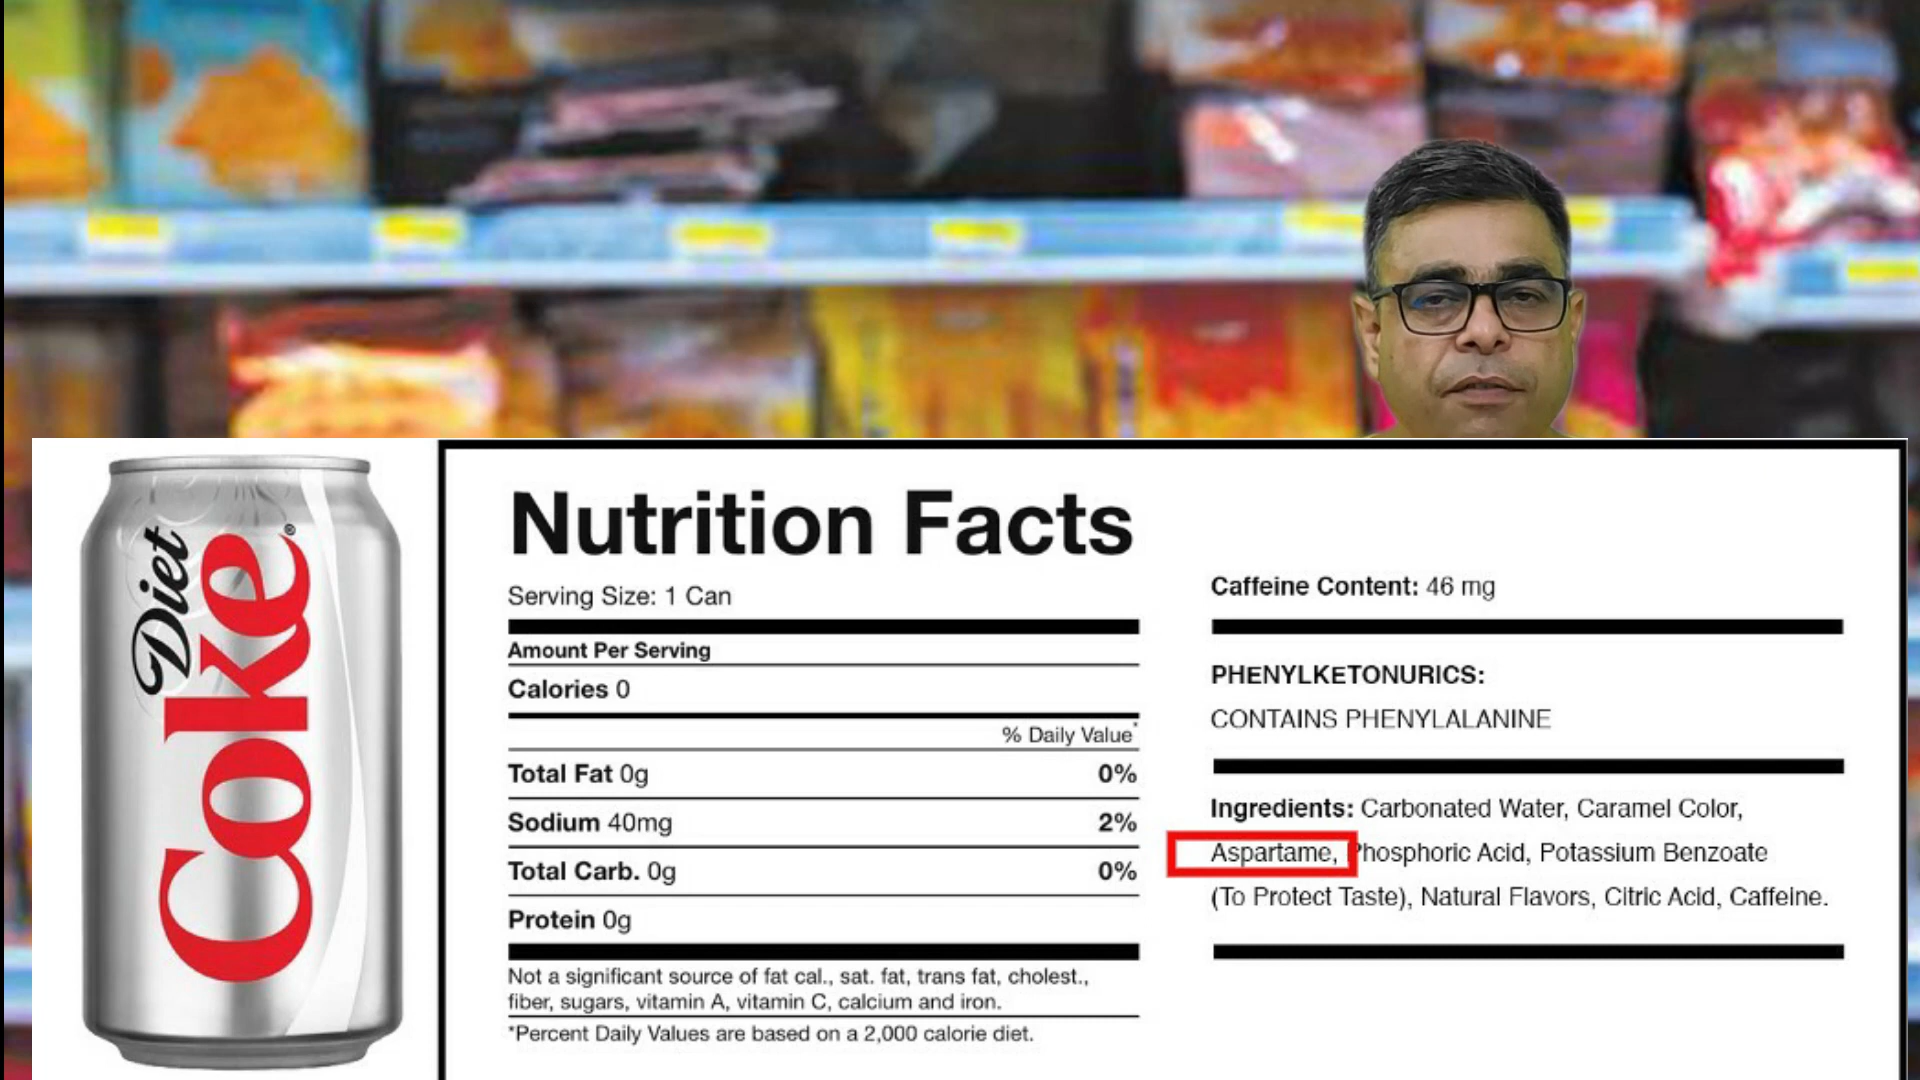 Diet
Coke®
Nutrition Facts
Serving Size: 1 Can
Amount Per Serving
Calories 0
% Daily Value*
Total Fat 0g 0%
Sodium 40mg 2%
Total Carb. 0g 0%
Protein 0g
Not a significant source of fat cal., sat. fat, trans fat, cholest.,
fiber, sugars, vitamin A, vitamin C, calcium and iron.
*Percent Daily Values are based on a 2,000 calorie diet.
Caffeine Content: 46 mg
PHENYLKETONURICS:
CONTAINS PHENYLALANINE
Ingredients: Carbonated Water, Caramel Color,
Aspartame, Phosphoric Acid, Potassium Benzoate
(To Protect Taste), Natural Flavors, Citric Acid, Caffeine.